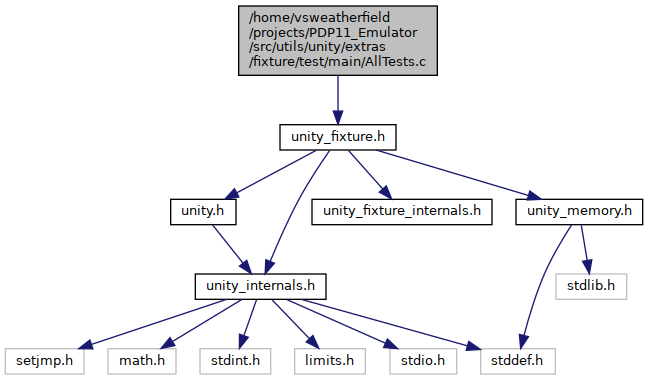 /home/vsweatherfield
/projects/PDP11_Emulator
/src/utils/unity/extras
/fixture/test/main/AllTests.c
unity_fixture.h
unity.h
unity_fixture_internals.h
unity_memory.h
unity_internals.h
stdlib.h
setjmp.h
math.h
stdint.h
limits.h
stdio.h
stddef.h